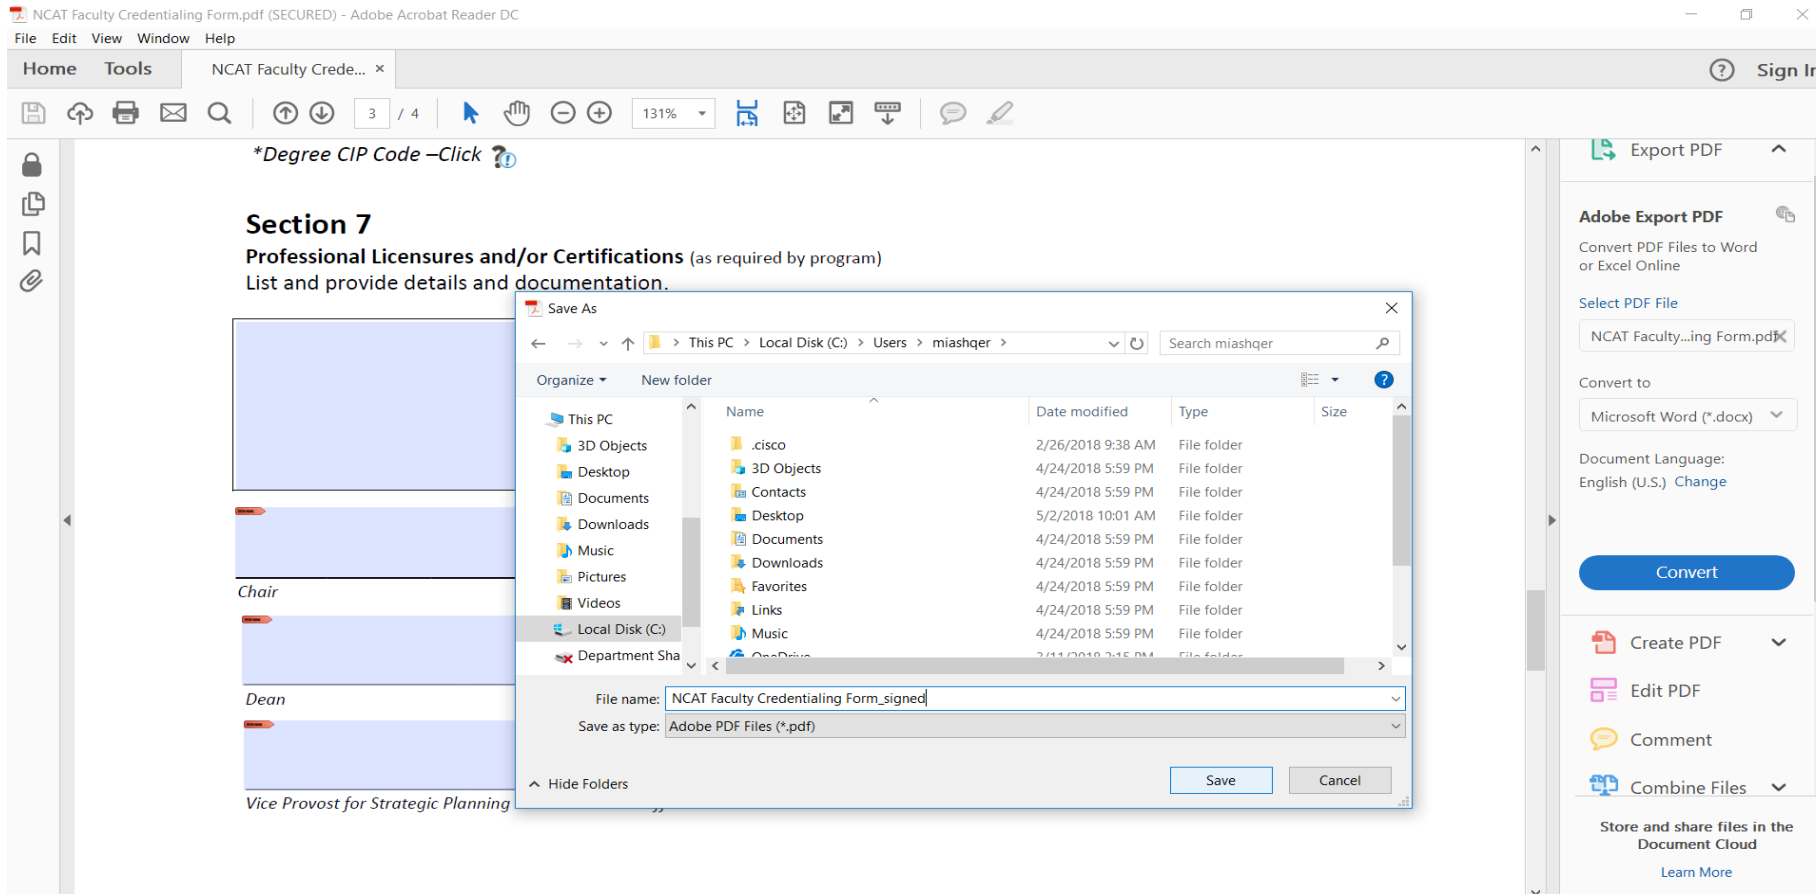 NCAT Faculty Credentialing Form.pdf (SECURED) - Adobe Acrobat Reader DC
File Edit View Window Help
Home Tools NCAT Faculty Crede... ×
? Sign In
3 / 4
131%
*Degree CIP Code –Click
Section 7
Professional Licensures and/or Certifications (as required by program)
List and provide details and documentation.
Chair
Dean
Vice Provost for Strategic Planning
Save As
This PC > Local Disk (C:) > Users > miashqer >
Search miashqer
Organize
New folder
?
This PC
3D Objects
Desktop
Documents
Downloads
Music
Pictures
Videos
Local Disk (C:)
Department Sha
Name Date modified Type Size
.cisco 2/26/2018 9:38 AM File folder
3D Objects 4/24/2018 5:59 PM File folder
Contacts 4/24/2018 5:59 PM File folder
Desktop 5/2/2018 10:01 AM File folder
Documents 4/24/2018 5:59 PM File folder
Downloads 4/24/2018 5:59 PM File folder
Favorites 4/24/2018 5:59 PM File folder
Links 4/24/2018 5:59 PM File folder
Music 4/24/2018 5:59 PM File folder
OneDrive 3/11/2018 2:15 PM File folder
File name: NCAT Faculty Credentialing Form_signed
Save as type: Adobe PDF Files (*.pdf)
Hide Folders
Save
Cancel
Export PDF
Adobe Export PDF
Convert PDF Files to Word
or Excel Online
Select PDF File
NCAT Faculty...ing Form.pdf
Convert to
Microsoft Word (*.docx)
Document Language:
English (U.S.) Change
Convert
Create PDF
Edit PDF
Comment
Combine Files
Store and share files in the
Document Cloud
Learn More